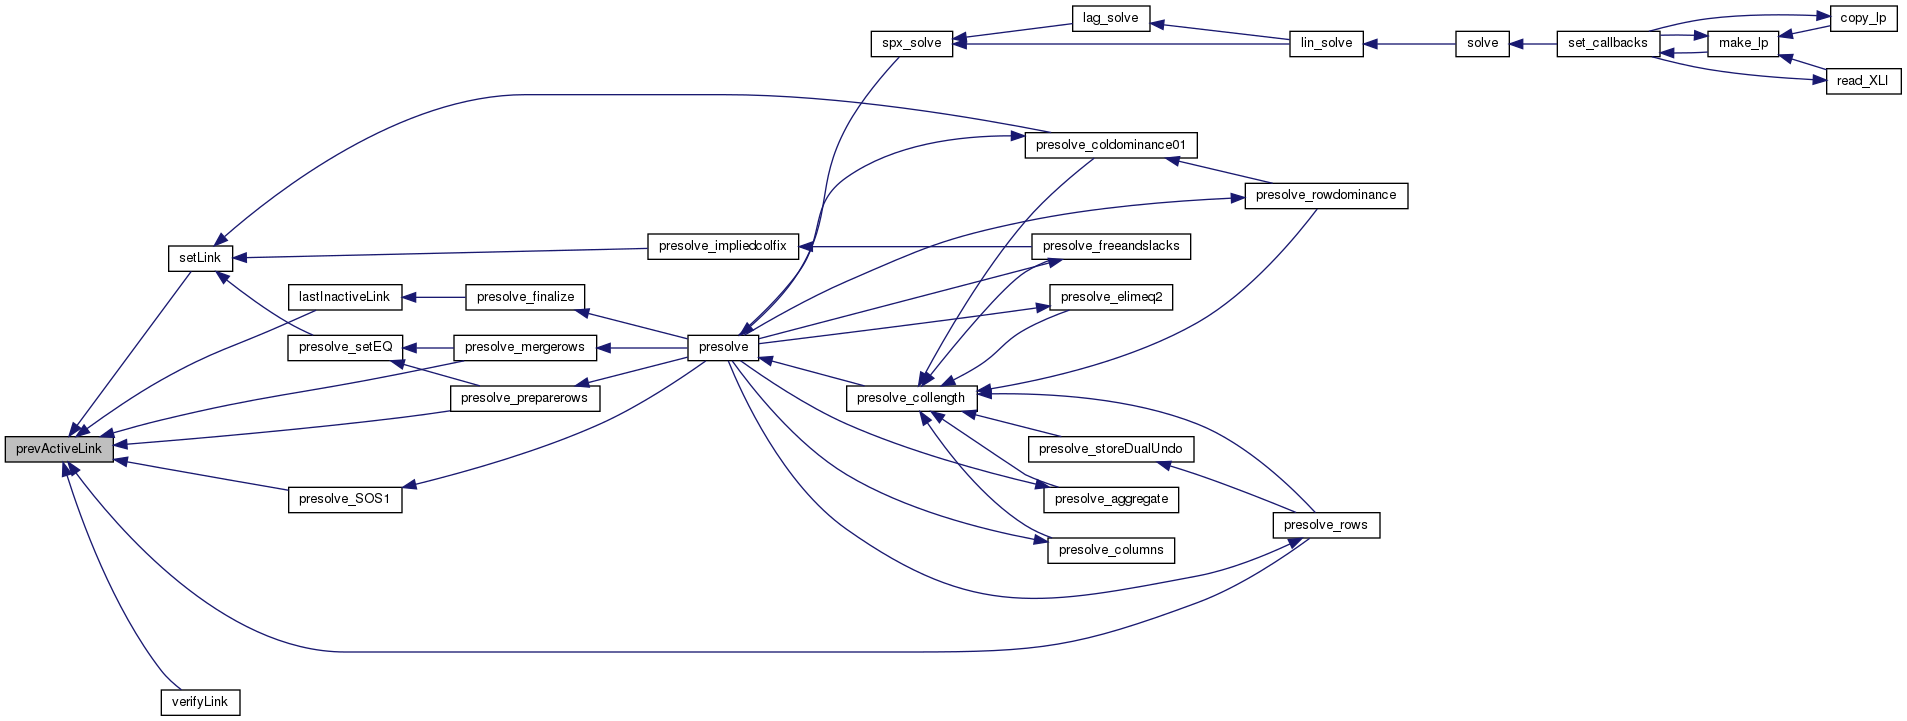 lag_solve
copy_lp
spx_solve
lin_solve
solve
set_callbacks
make_lp
read_XLI
presolve_coldominance01
presolve_rowdominance
presolve_impliedcolfix
presolve_freeandslacks
setLink
lastInactiveLink
presolve_finalize
presolve_elimeq2
presolve_setEQ
presolve_mergerows
presolve
presolve_preparerows
presolve_collength
prevActiveLink
presolve_storeDualUndo
presolve_SOS1
presolve_aggregate
presolve_rows
presolve_columns
verifyLink